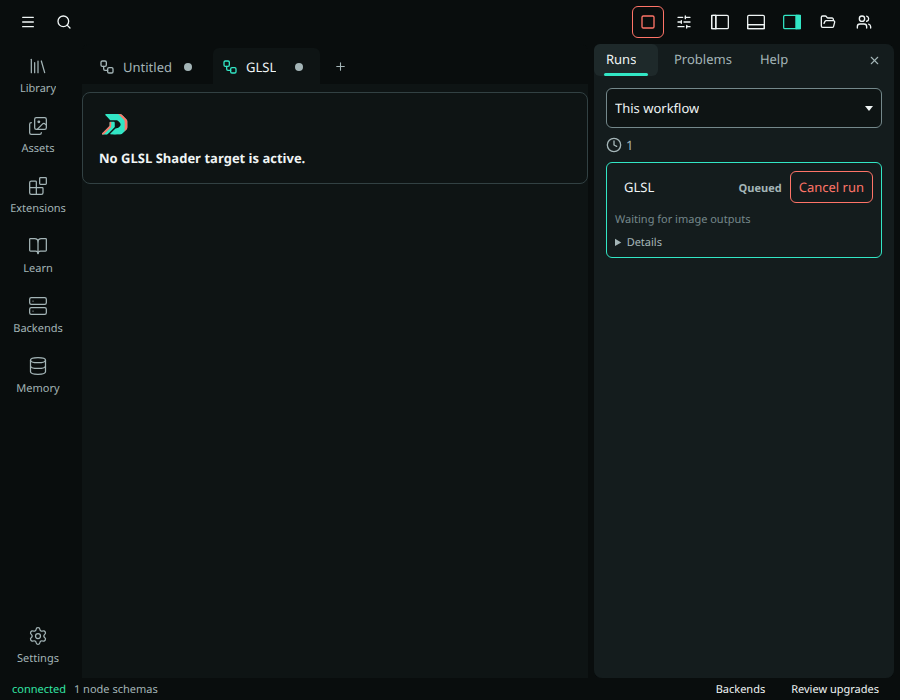 Untitled
GLSL
Runs
Problems
Help
Library
Assets
Extensions
Learn
Backends
Memory
Settings
No GLSL Shader target is active.
This workflow
1
GLSL
Queued
Cancel run
Waiting for image outputs
Details
connected
1 node schemas
Backends
Review upgrades